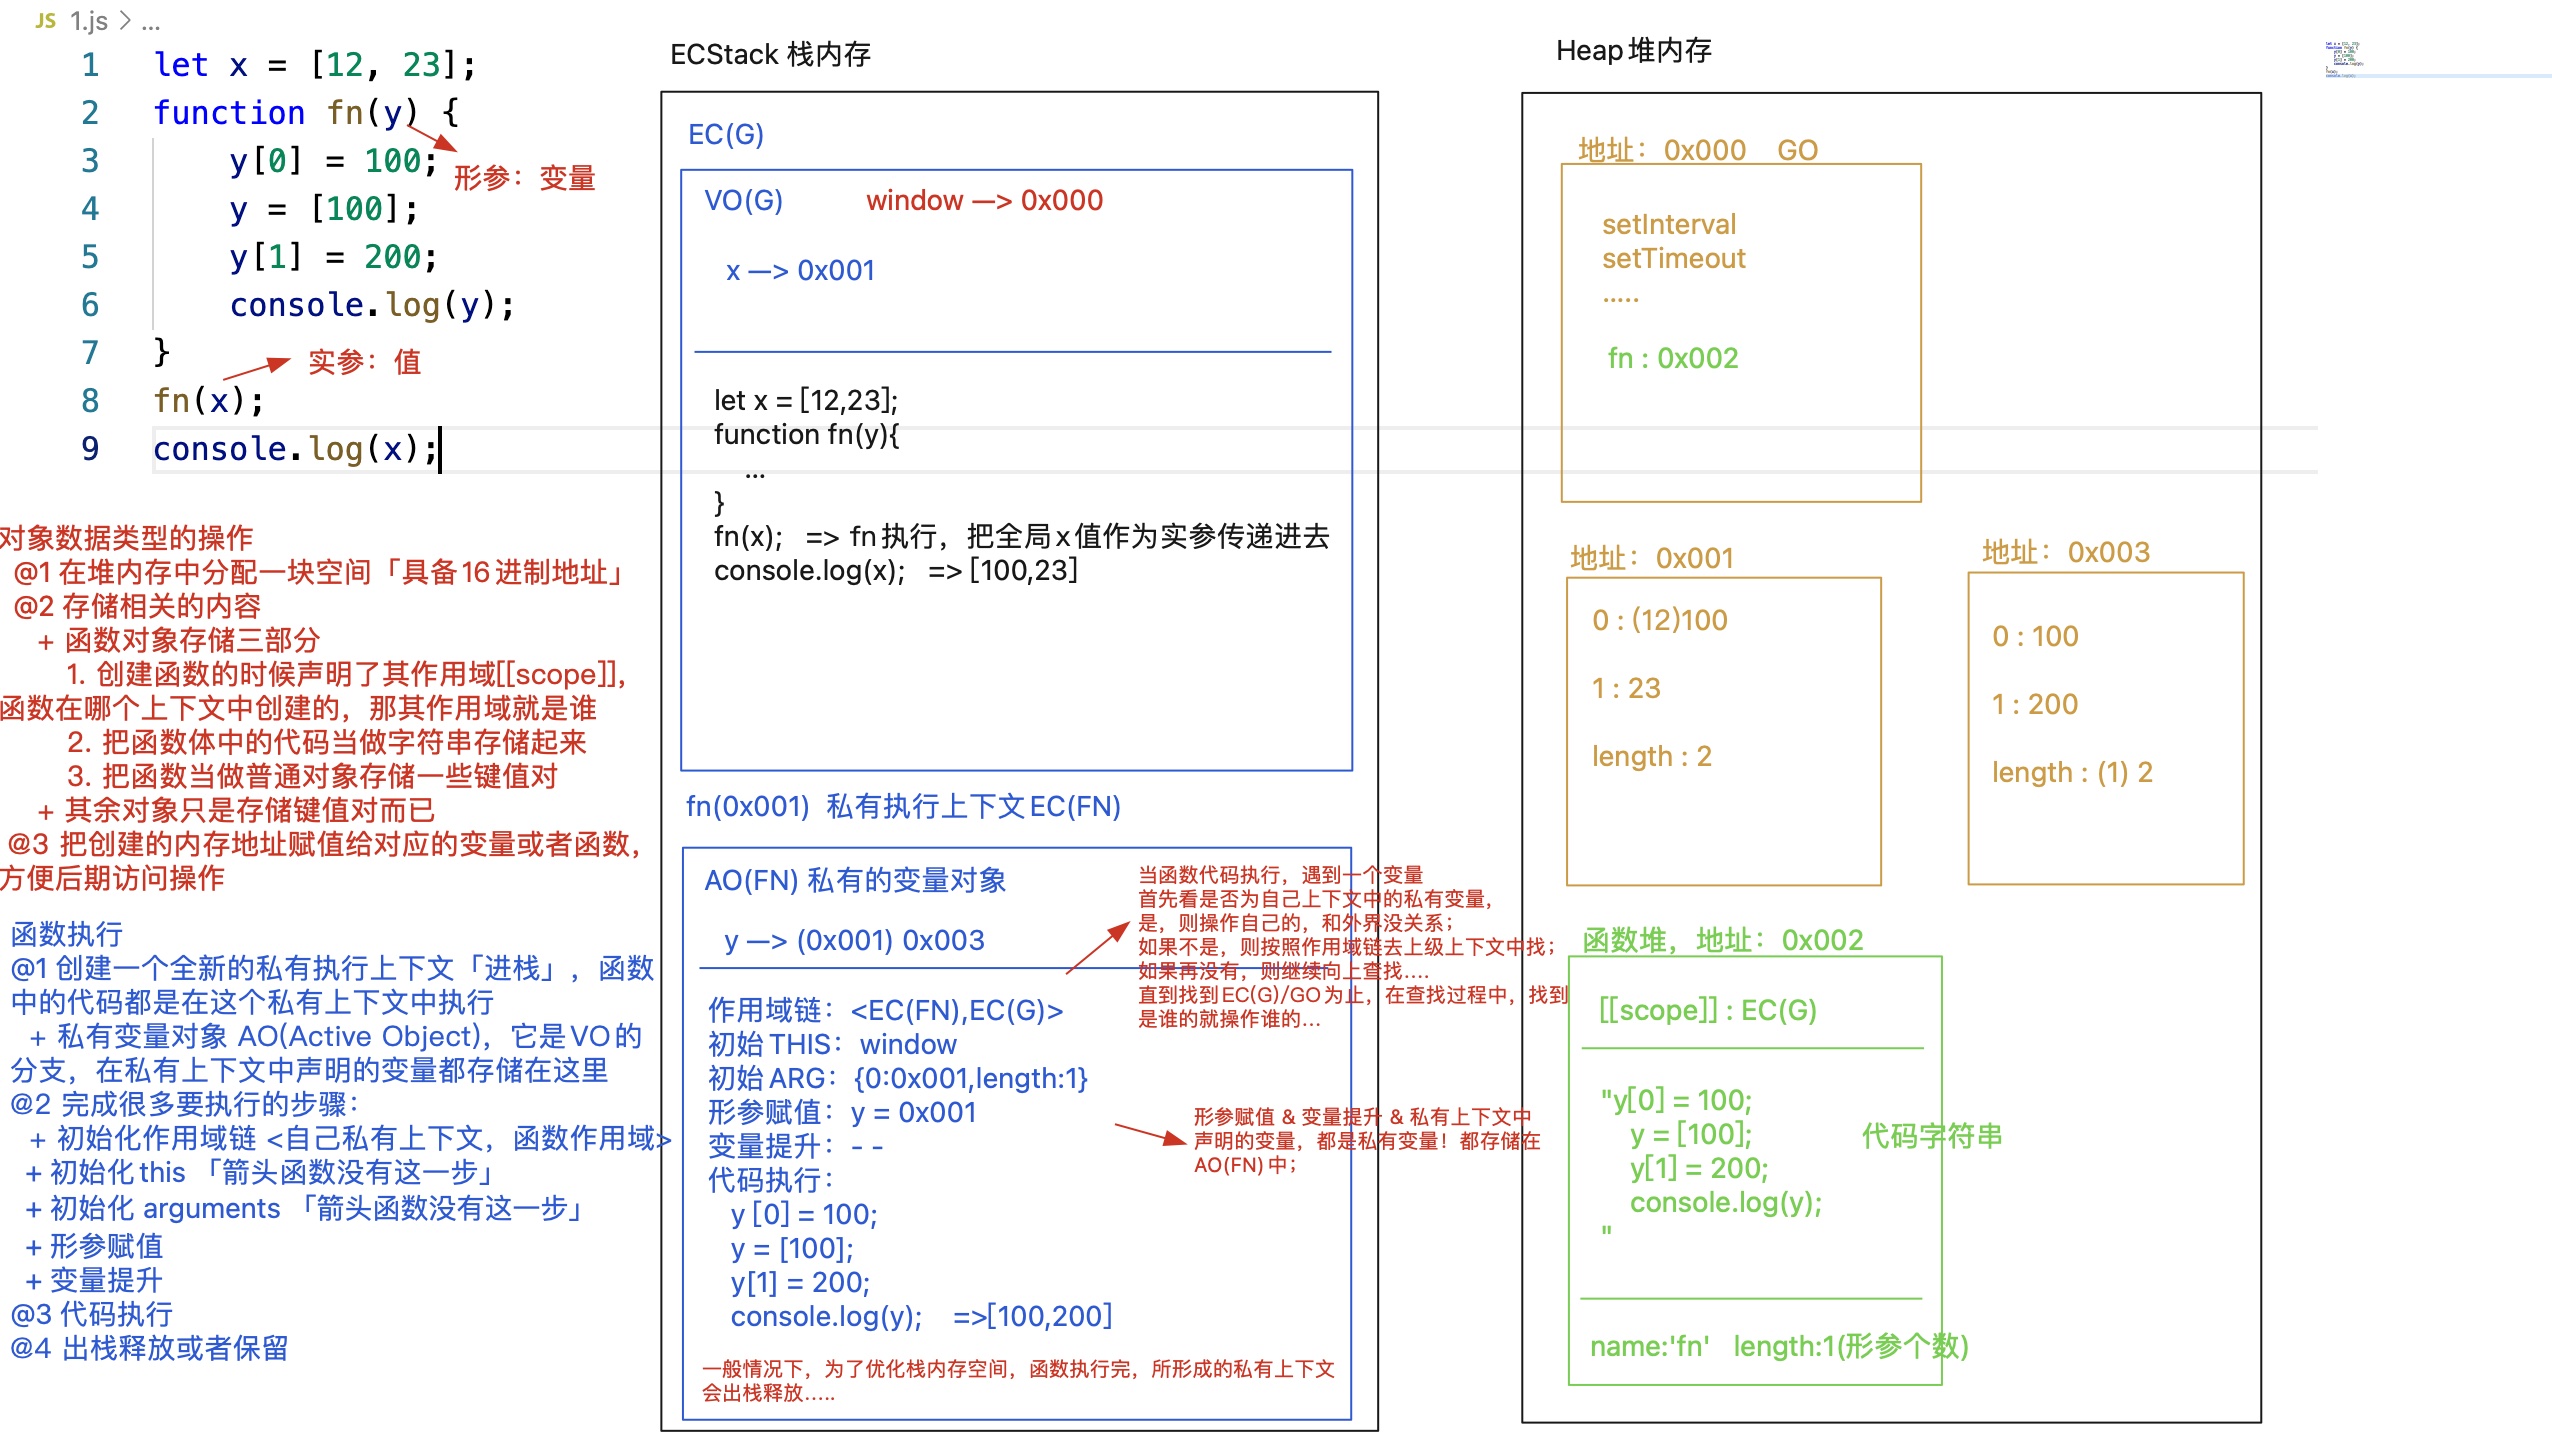 JS 1.js > ...
1 let x = [12, 23];
2 function fn(y) {
3 y[0] = 100;
形参：变量
4 y = [100];
5 y[1] = 200;
6 console.log(y);
7 }
实参：值
8 fn(x);
9 console.log(x);
对象数据类型的操作
@1 在堆内存中分配一块空间「具备16进制地址」
@2 存储相关的内容
+ 函数对象存储三部分
1. 创建函数的时候声明了其作用域[[scope]]，
函数在哪个上下文中创建的，那其作用域就是谁
2. 把函数体中的代码当做字符串存储起来
3. 把函数当做普通对象存储一些键值对
+ 其余对象只是存储键值对而已
@3 把创建的内存地址赋值给对应的变量或者函数，
方便后期访问操作
函数执行
@1 创建一个全新的私有执行上下文「进栈」，函数
中的代码都是在这个私有上下文中执行
+ 私有变量对象 AO(Active Object)，它是VO的
分支，在私有上下文中声明的变量都存储在这里
@2 完成很多要执行的步骤：
+ 初始化作用域链 <自己私有上下文，函数作用域>
+ 初始化this 「箭头函数没有这一步」
+ 初始化 arguments 「箭头函数没有这一步」
+ 形参赋值
+ 变量提升
@3 代码执行
@4 出栈释放或者保留
ECStack 栈内存
EC(G)
VO(G) window —> 0x000
x —> 0x001
let x = [12,23];
function fn(y){
...
}
fn(x); => fn执行，把全局x值作为实参传递进去
console.log(x); => [100,23]
fn(0x001) 私有执行上下文EC(FN)
AO(FN) 私有的变量对象
y —> (0x001) 0x003
当函数代码执行，遇到一个变量
首先看是否为自己上下文中的私有变量，
是，则操作自己的，和外界没关系；
如果不是，则按照作用域链去上级上下文中找；
如果再没有，则继续向上查找....
直到找到EC(G)/GO为止，在查找过程中，找到
是谁的就操作谁的...
作用域链：<EC(FN),EC(G)>
初始THIS：window
初始ARG：{0:0x001,length:1}
形参赋值：y = 0x001
变量提升：- -
代码执行：
y [0] = 100;
y = [100];
y[1] = 200;
console.log(y); =>[100,200]
形参赋值 & 变量提升 & 私有上下文中
声明的变量，都是私有变量！都存储在
AO(FN)中；
一般情况下，为了优化栈内存空间，函数执行完，所形成的私有上下文
会出栈释放.....
Heap堆内存
地址：0x000 GO
setInterval
setTimeout
.....
fn : 0x002
地址：0x001
0 : (12)100
1 : 23
length : 2
地址：0x003
0 : 100
1 : 200
length : (1) 2
函数堆，地址：0x002
[[scope]] : EC(G)
"y[0] = 100;
y = [100];
代码字符串
y[1] = 200;
console.log(y);
"
name:'fn' length:1(形参个数)